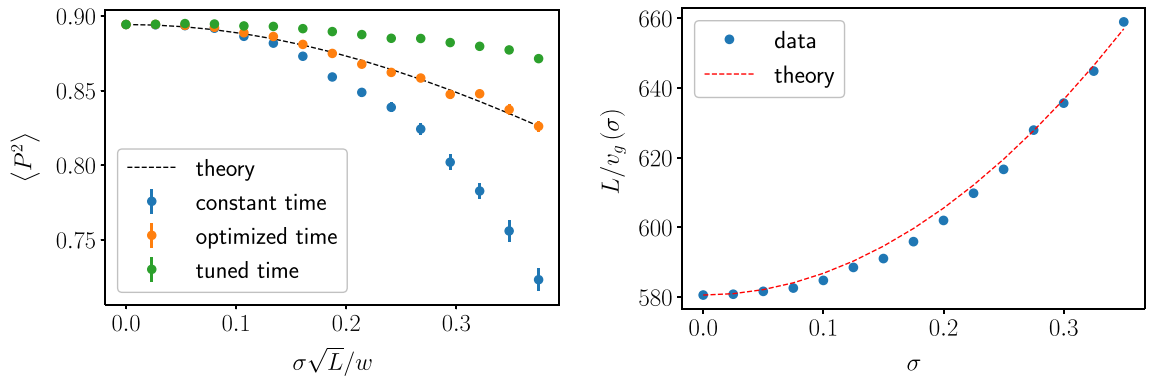 0.90
0.85
0.80
0.75
⟨P²⟩
theory
constant time
optimized time
tuned time
0.0 0.1 0.2 0.3
σ√L/w
660
640
620
600
580
L/v_g(σ)
data
theory
0.0 0.1 0.2 0.3
σ